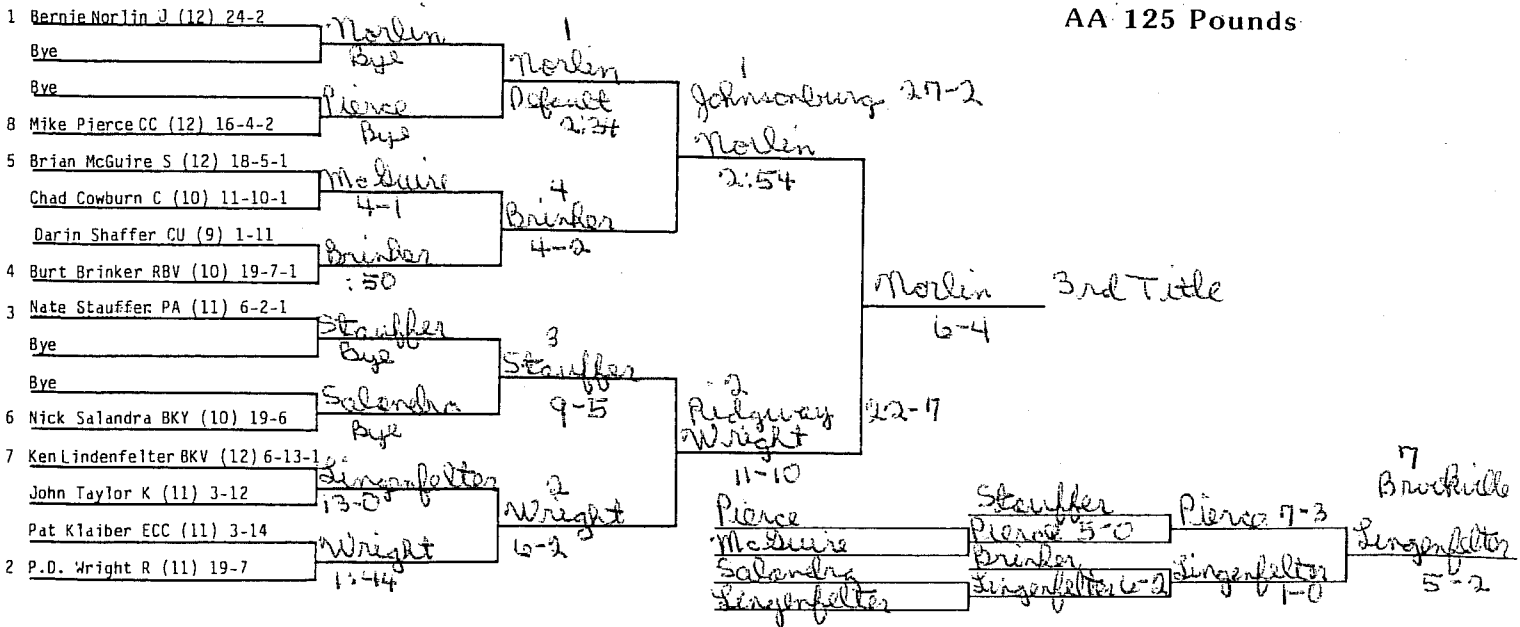 AA 125 Pounds
1 Bernie Norlin J (12) 24-2
Bye
Bye
8 Mike Pierce CC (12) 16-4-2
5 Brian McGuire S (12) 18-5-1
Chad Cowburn C (10) 11-10-1
Darin Shaffer CU (9) 1-11
4 Burt Brinker RBV (10) 19-7-1
3 Nate Stauffer PA (11) 6-2-1
Bye
Bye
6 Nick Salandra BKY (10) 19-6
7 Ken Lindenfelter BKV (12) 6-13-1
John Taylor K (11) 3-12
Pat Klaiber ECC (11) 3-14
2 P.D. Wright R (11) 19-7
Norlin
Bye
Pierce
Bye
McGuire
4-1
Brinker
:50
Stauffer
Bye
Salandra
Bye
Lingenfelter
13-0
Wright
1
Norlin
Default
2:34
4
Brinker
4-2
3
Stauffer
9-5
2
Wright
6-2
1
Johnsonburg 27-2
Norlin
2:54
2
Ridgway
Wright
11-10
22-7
Norlin 3rd Title
6-4
Pierce
McGuire
Salandra
Lingenfelter
Stauffer
Pierce 5-0
Brinker
Lingenfelter 6-2
Pierce 7-3
Lingenfelter
1-0
7
Brookville
Lingenfelter
5-2